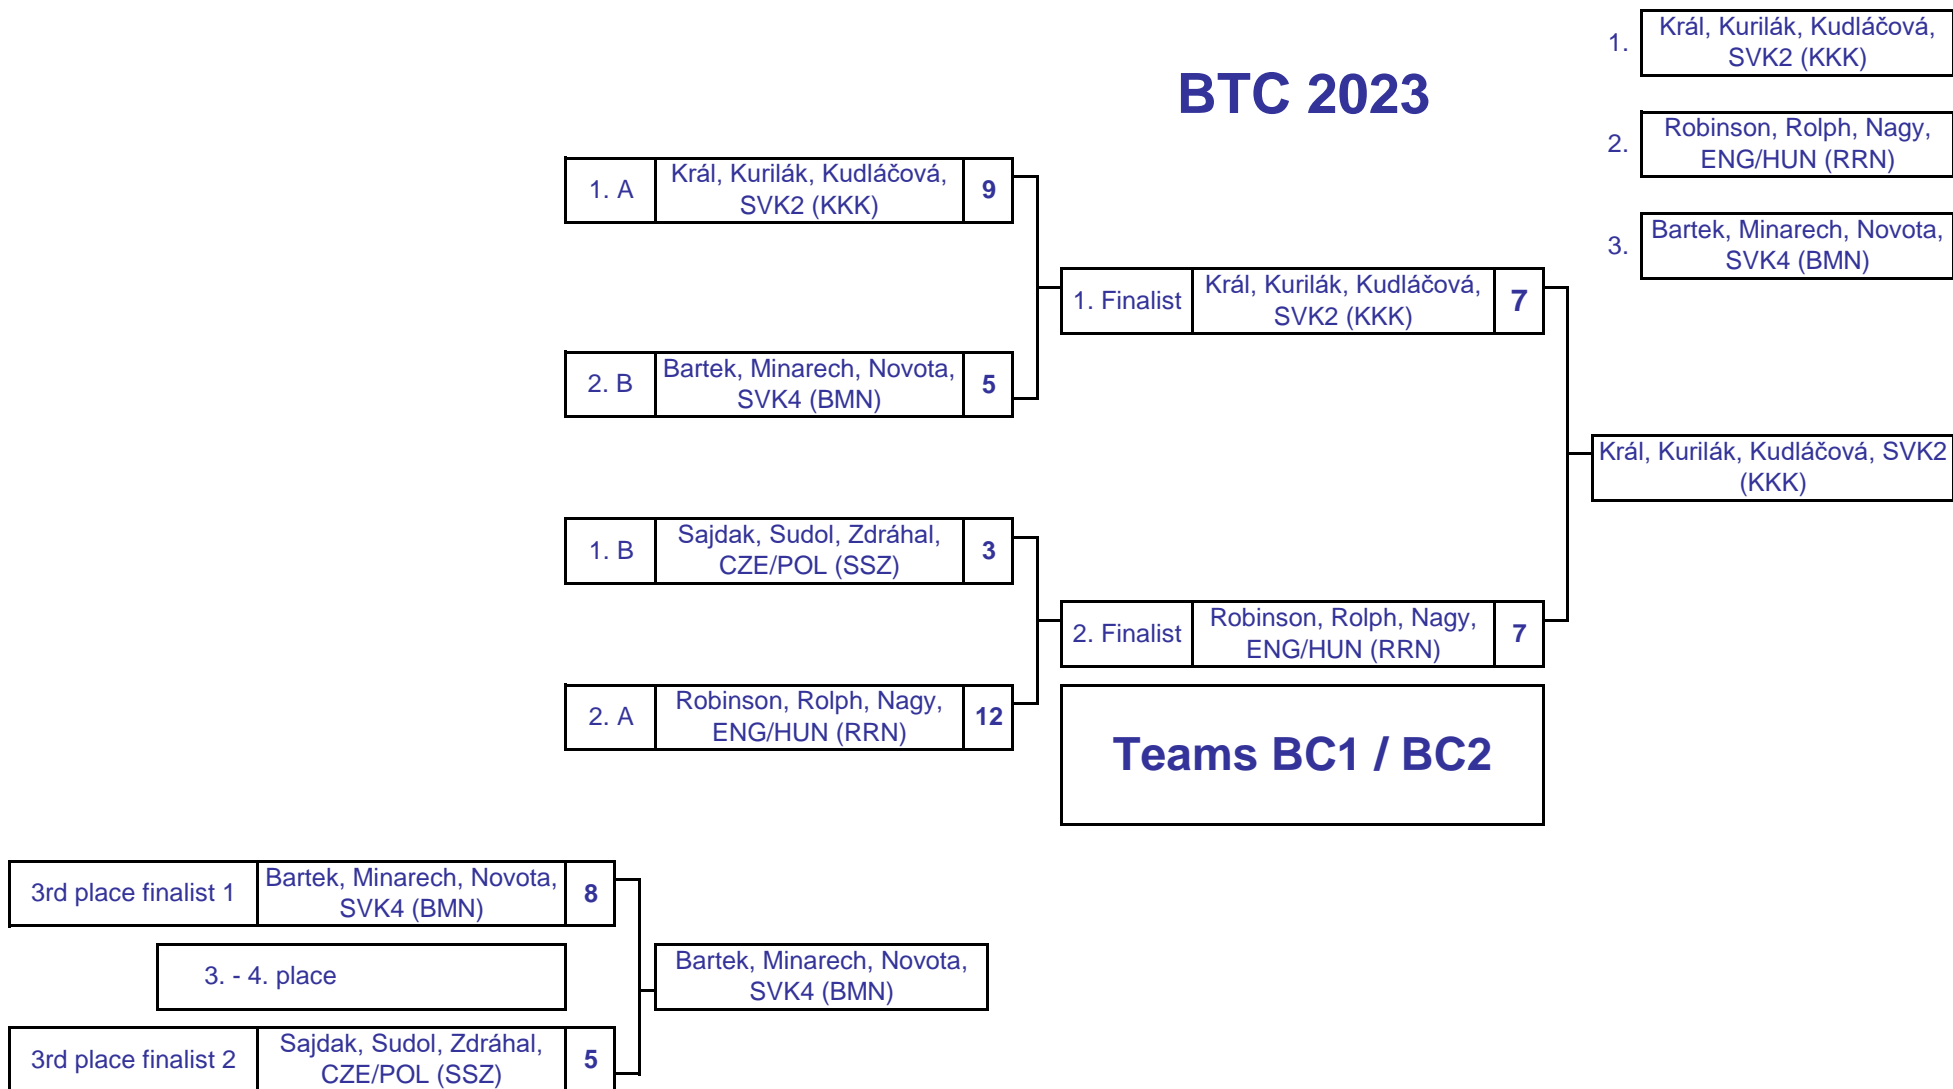 BTC 2023
1.
Král, Kurilák, Kudláčová,
SVK2 (KKK)
2.
Robinson, Rolph, Nagy,
ENG/HUN (RRN)
3.
Bartek, Minarech, Novota,
SVK4 (BMN)
1. A
Král, Kurilák, Kudláčová,
SVK2 (KKK)
9
2. B
Bartek, Minarech, Novota,
SVK4 (BMN)
5
1. Finalist
Král, Kurilák, Kudláčová,
SVK2 (KKK)
7
Král, Kurilák, Kudláčová, SVK2
(KKK)
1. B
Sajdak, Sudol, Zdráhal,
CZE/POL (SSZ)
3
2. Finalist
Robinson, Rolph, Nagy,
ENG/HUN (RRN)
7
2. A
Robinson, Rolph, Nagy,
ENG/HUN (RRN)
12
Teams BC1 / BC2
3rd place finalist 1
Bartek, Minarech, Novota,
SVK4 (BMN)
8
3. - 4. place
Bartek, Minarech, Novota,
SVK4 (BMN)
3rd place finalist 2
Sajdak, Sudol, Zdráhal,
CZE/POL (SSZ)
5